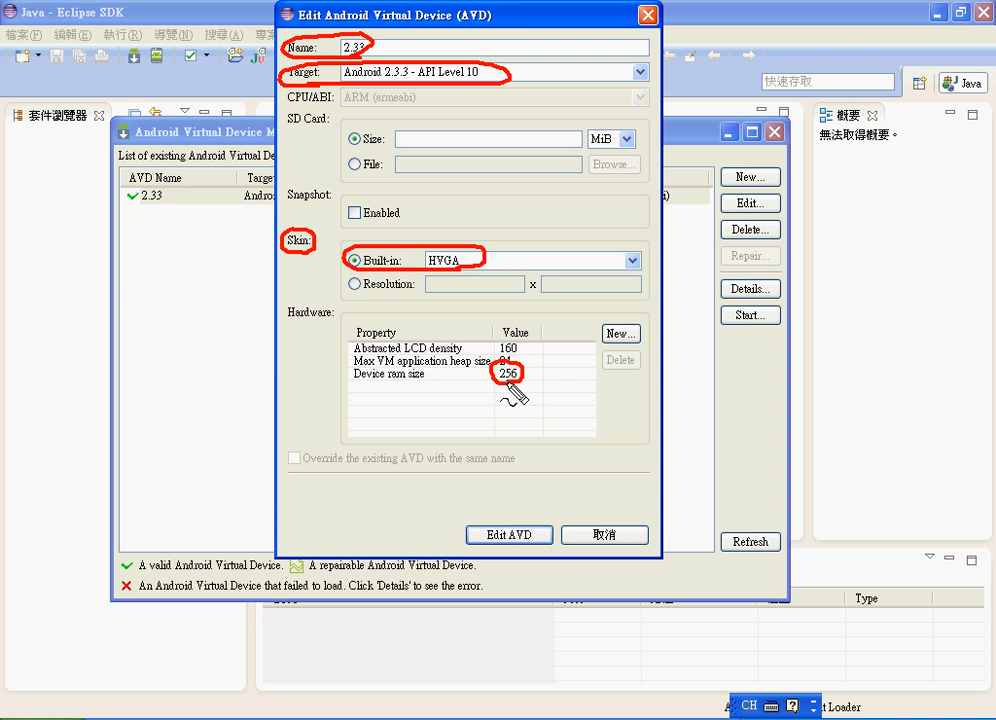 Java - Eclipse SDK
檔案(F) 編輯(E) 執行(R) 導覽(N) 搜尋(A) 專案
快速存取
Java
套件瀏覽器
概要
無法取得概要。
Android Virtual Device M
List of existing Android Virtual De
AVD Name Targe
2.33 Andro
i)
New...
Edit...
Delete...
Repair...
Details...
Start...
Refresh
A valid Android Virtual Device. A repairable Android Virtual Device.
An Android Virtual Device that failed to load. Click 'Details' to see the error.
Edit Android Virtual Device (AVD)
Name: 2.33
Target: Android 2.3.3 - API Level 10
CPU/ABI: ARM (armeabi)
SD Card:
Size: MiB
File: Browse...
Snapshot:
Enabled
Skin:
Built-in: HVGA
Resolution: x
Hardware:
Property Value
New...
Abstracted LCD density 160
Max VM application heap size 24
Delete
Device ram size 256
Override the existing AVD with the same name
Edit AVD 取消
Type
CH
t Loader